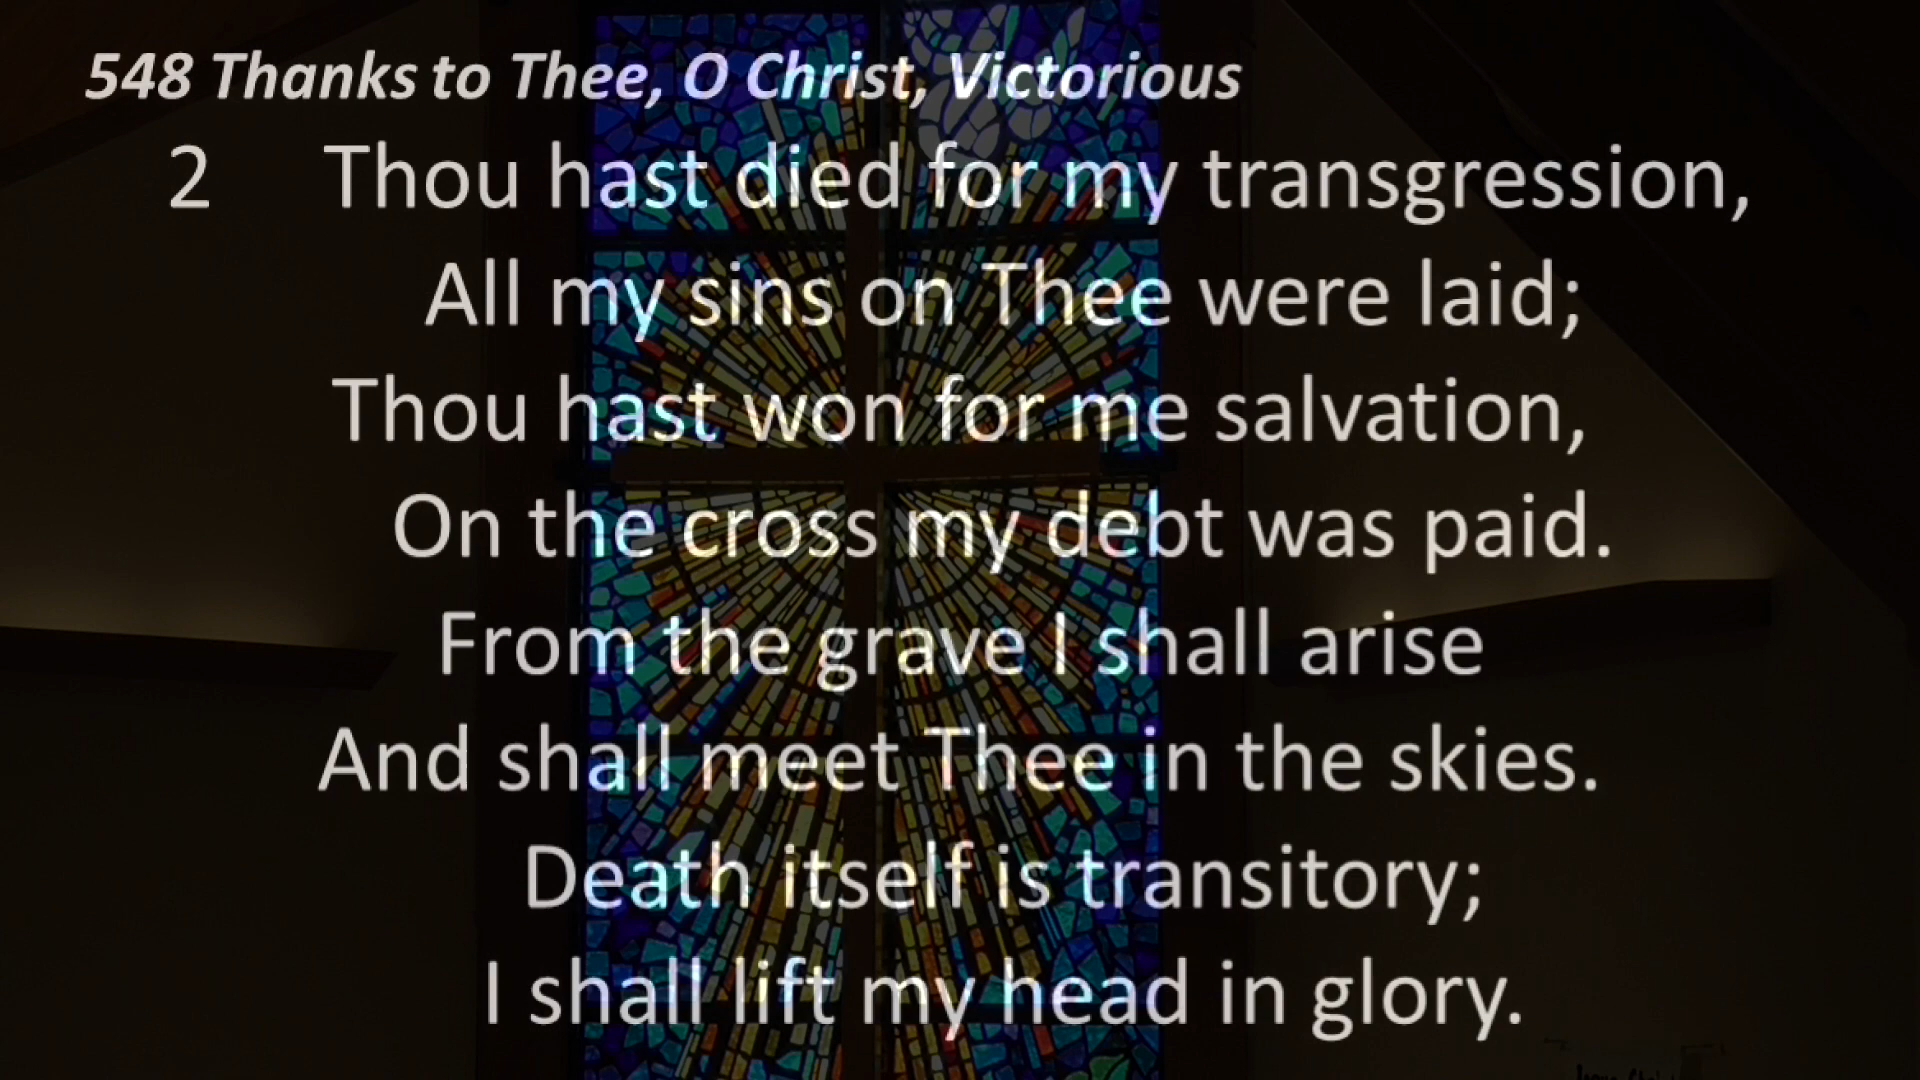 548 Thanks to Thee, O Christ, Victorious
2 Thou hast died for my transgression,
All my sins on Thee were laid;
Thou hast won for me salvation,
On the cross my debt was paid.
From the grave I shall arise
And shall meet Thee in the skies.
Death itself is transitory;
I shall lift my head in glory.